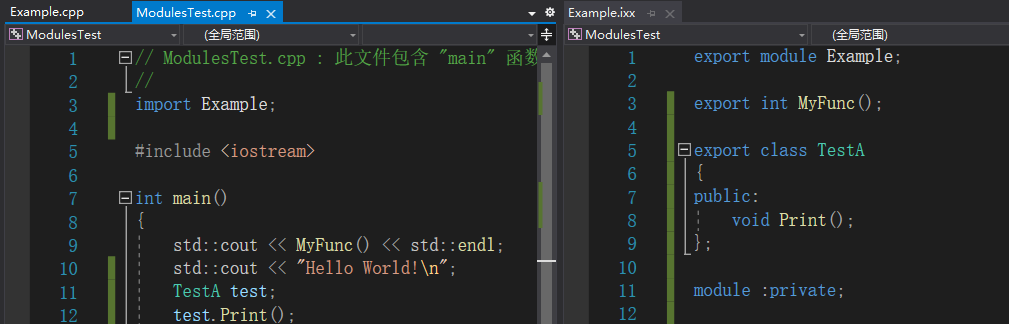 Example.cpp
ModulesTest.cpp
ModulesTest
(全局范围)
1 // ModulesTest.cpp : 此文件包含 "main" 函数
2 //
3 import Example;
4
5 #include <iostream>
6
7 int main()
8 {
9 std::cout << MyFunc() << std::endl;
10 std::cout << "Hello World!\n";
11 TestA test;
12 test.Print();
Example.ixx
ModulesTest
(全局范围)
1 export module Example;
2
3 export int MyFunc();
4
5 export class TestA
6 {
7 public:
8 void Print();
9 };
10
11 module :private;
12